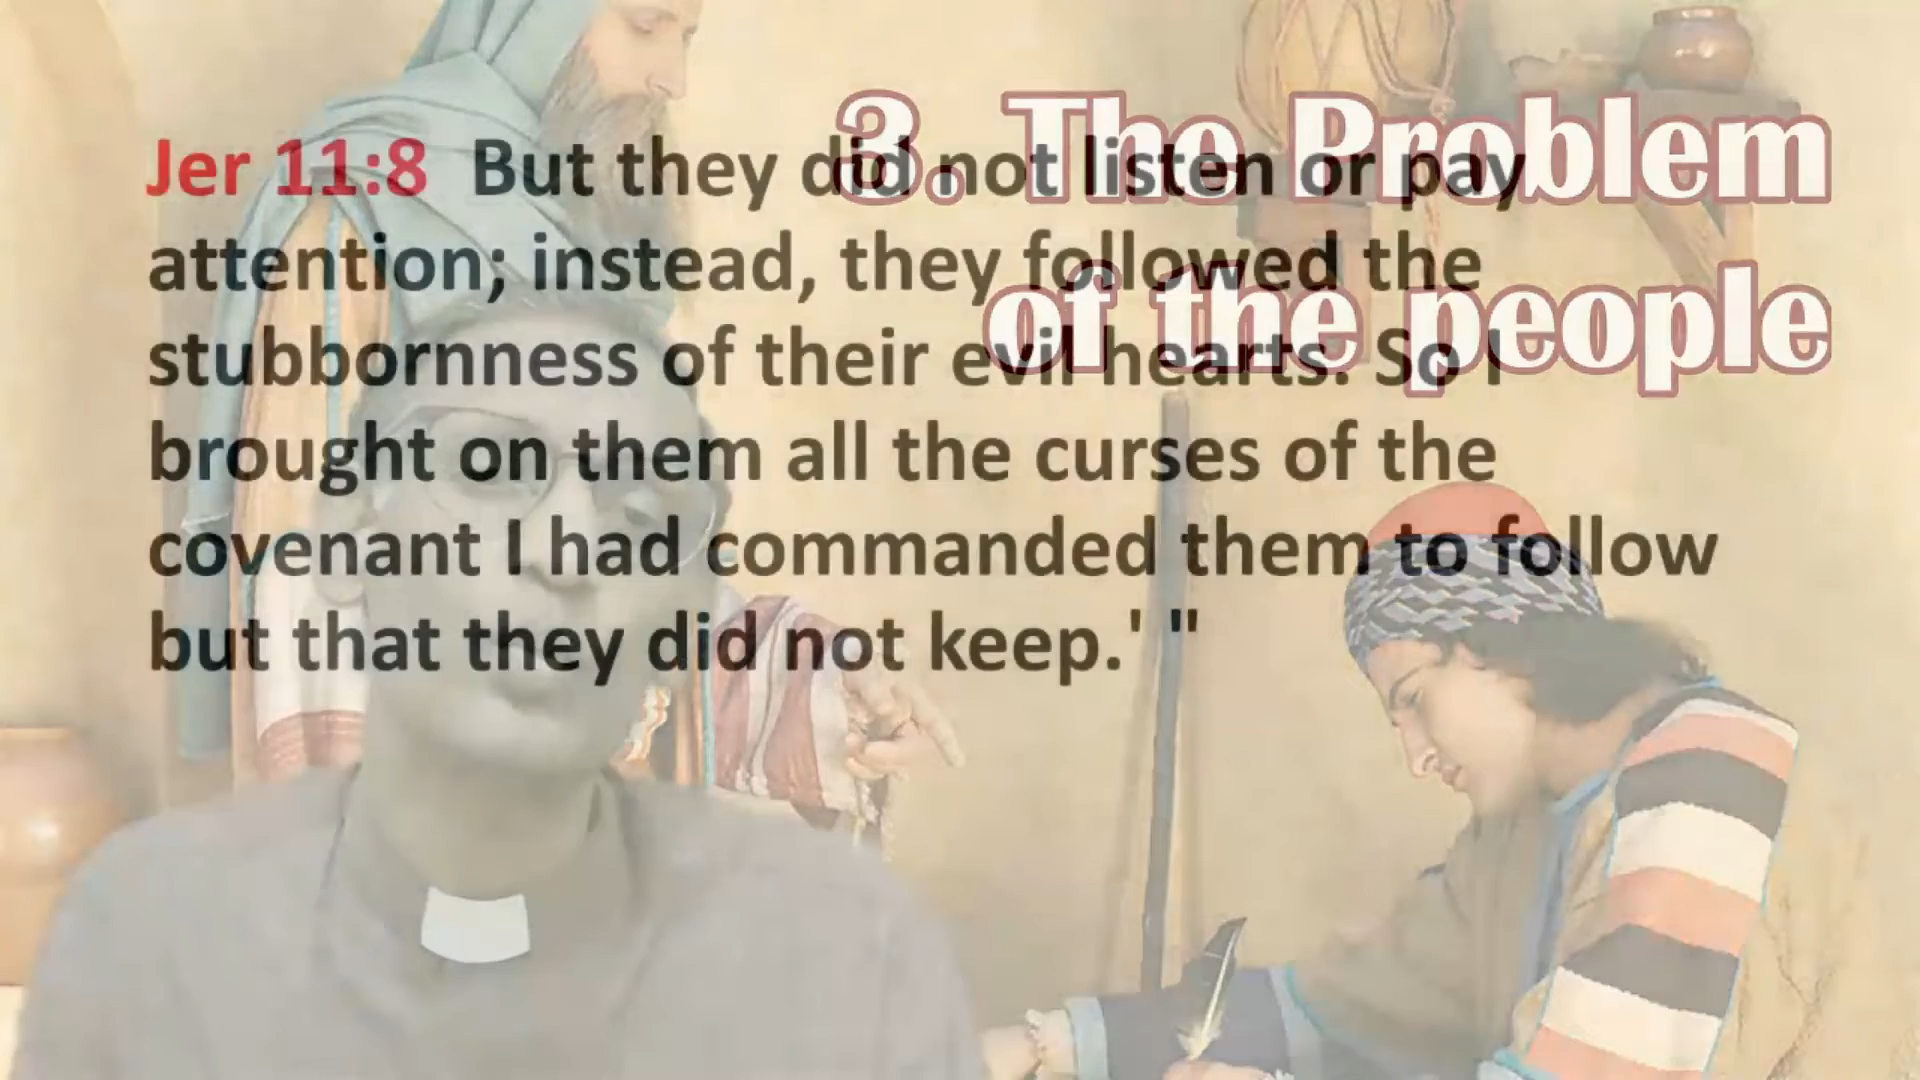 3. The Problem
of the people
Jer 11:8 But they did not listen or pay
attention; instead, they followed the
stubbornness of their evil hearts. So I
brought on them all the curses of the
covenant I had commanded them to follow
but that they did not keep.' "